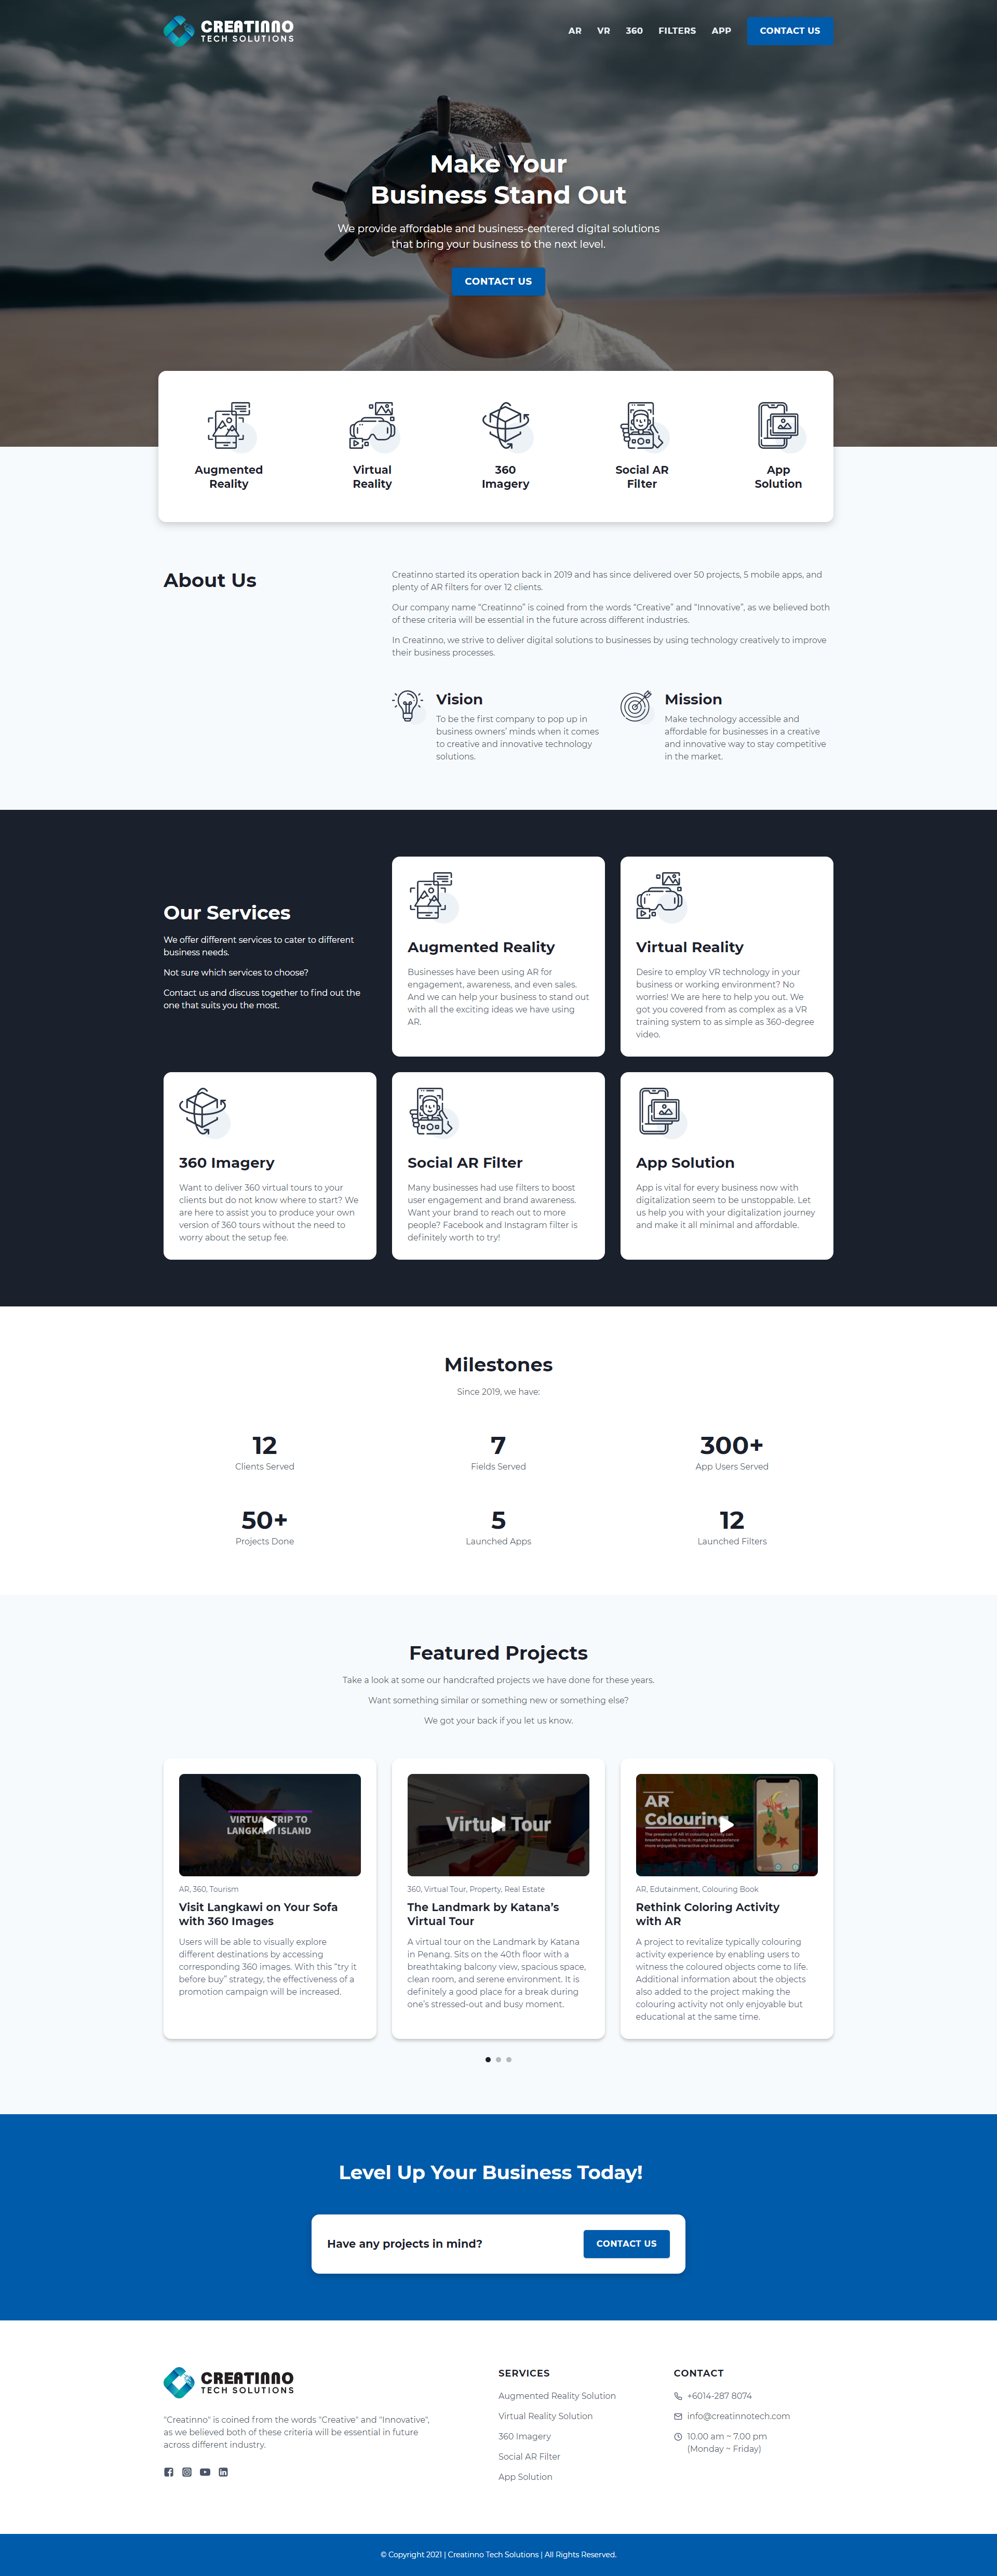 CREATINNO
TECH SOLUTIONS
AR VR 360 FILTERS APP CONTACT US
Make Your
Business Stand Out
We provide affordable and business-centered digital solutions
that bring your business to the next level.
CONTACT US
Augmented
Reality
Virtual
Reality
360
Imagery
Social AR
Filter
App
Solution
About Us
Creatinno started its operation back in 2019 and has since delivered over 50 projects, 5 mobile apps, and
plenty of AR filters for over 12 clients.
Our company name “Creatinno” is coined from the words “Creative” and “Innovative”, as we believed both
of these criteria will be essential in the future across different industries.
In Creatinno, we strive to deliver digital solutions to businesses by using technology creatively to improve
their business processes.
Vision
To be the first company to pop up in
business owners’ minds when it comes
to creative and innovative technology
solutions.
Mission
Make technology accessible and
affordable for businesses in a creative
and innovative way to stay competitive
in the market.
Our Services
We offer different services to cater to different
business needs.
Not sure which services to choose?
Contact us and discuss together to find out the
one that suits you the most.
Augmented Reality
Businesses have been using AR for
engagement, awareness, and even sales.
And we can help your business to stand out
with all the exciting ideas we have using
AR.
Virtual Reality
Desire to employ VR technology in your
business or working environment? No
worries! We are here to help you out. We
got you covered from as complex as a VR
training system to as simple as 360-degree
video.
360 Imagery
Want to deliver 360 virtual tours to your
clients but do not know where to start? We
are here to assist you to produce your own
version of 360 tours without the need to
worry about the setup fee.
Social AR Filter
Many businesses had use filters to boost
user engagement and brand awareness.
Want your brand to reach out to more
people? Facebook and Instagram filter is
definitely worth to try!
App Solution
App is vital for every business now with
digitalization seem to be unstoppable. Let
us help you with your digitalization journey
and make it all minimal and affordable.
Milestones
Since 2019, we have:
12
Clients Served
7
Fields Served
300+
App Users Served
50+
Projects Done
5
Launched Apps
12
Launched Filters
Featured Projects
Take a look at some our handcrafted projects we have done for these years.
Want something similar or something new or something else?
We got your back if you let us know.
VIRTUAL TRIP TO
LANGKAWI ISLAND
AR, 360, Tourism
Visit Langkawi on Your Sofa
with 360 Images
Users will be able to visually explore
different destinations by accessing
corresponding 360 images. With this “try it
before buy” strategy, the effectiveness of a
promotion campaign will be increased.
Virtual Tour
360, Virtual Tour, Property, Real Estate
The Landmark by Katana’s
Virtual Tour
A virtual tour on the Landmark by Katana
in Penang. Sits on the 40th floor with a
breathtaking balcony view, spacious space,
clean room, and serene environment. It is
definitely a good place for a break during
one’s stressed-out and busy moment.
AR
Colouring
The presence of AR in colouring activity can
breathe new life into it, making the experience
more enjoyable, interactive and educational
AR, Edutainment, Colouring Book
Rethink Coloring Activity
with AR
A project to revitalize typically colouring
activity experience by enabling users to
witness the coloured objects come to life.
Additional information about the objects
also added to the project making the
colouring activity not only enjoyable but
educational at the same time.
Level Up Your Business Today!
Have any projects in mind?
CONTACT US
CREATINNO
TECH SOLUTIONS
"Creatinno" is coined from the words "Creative" and "Innovative",
as we believed both of these criteria will be essential in future
across different industry.
SERVICES
Augmented Reality Solution
Virtual Reality Solution
360 Imagery
Social AR Filter
App Solution
CONTACT
+6014-287 8074
info@creatinnotech.com
10.00 am ~ 7.00 pm
(Monday ~ Friday)
© Copyright 2021 | Creatinno Tech Solutions | All Rights Reserved.